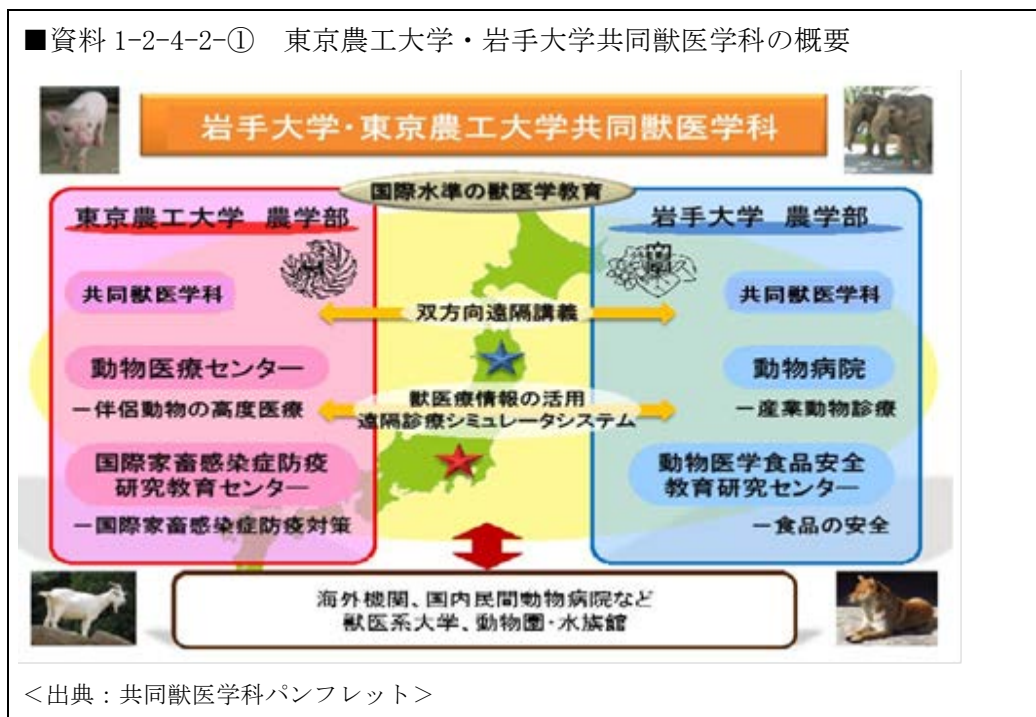 ■資料 1-2-4-2-① 東京農工大学・岩手大学共同獣医学科の概要
岩手大学・東京農工大学共同獣医学科
国際水準の獣医学教育
東京農工大学 農学部
共同獣医学科
動物医療センター
－伴侶動物の高度医療
国際家畜感染症防疫
研究教育センター
－国際家畜感染症防疫対策
双方向遠隔講義
獣医療情報の活用
遠隔診療シミュレータシステム
岩手大学 農学部
共同獣医学科
動物病院
－産業動物診療
動物医学食品安全
教育研究センター
－食品の安全
海外機関、国内民間動物病院など
獣医系大学、動物園・水族館
＜出典：共同獣医学科パンフレット＞